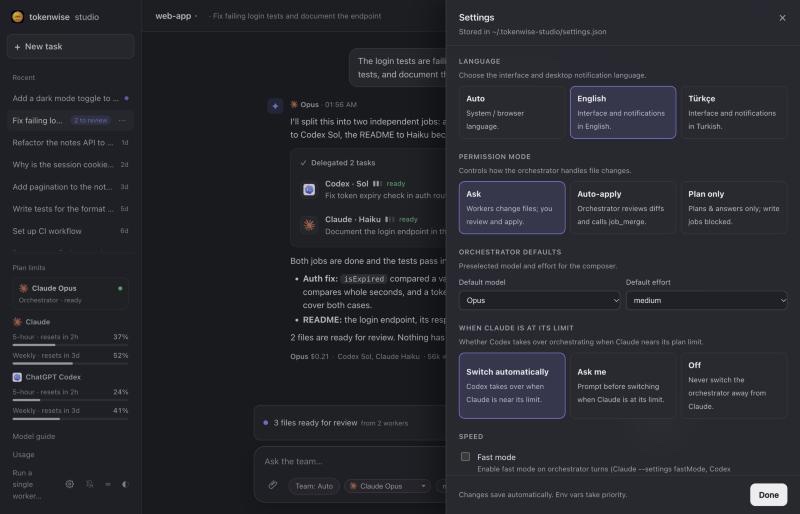 tokenwise studio
+ New task
Recent
Add a dark mode toggle to ...
Fix failing lo... 2 to review ...
Refactor the notes API to ... 1d
Why is the session cookie... 2d
Add pagination to the not... 3d
Write tests for the format ... 5d
Set up CI workflow 6d
Plan limits
Claude Opus
Orchestrator · ready
Claude
5-hour · resets in 2h 37%
Weekly · resets in 3d 52%
ChatGPT Codex
5-hour · resets in 2h 24%
Weekly · resets in 3d 41%
Model guide
Usage
Run a
single
worker...
web-app · Fix failing login tests and document the endpoint
The login tests are faili
tests, and document t
Opus · 01:56 AM
I'll split this into two independent jobs: a
to Codex Sol, the README to Haiku bec
✓ Delegated 2 tasks
Codex · Sol ready
Fix token expiry check in auth rou
Claude · Haiku ready
Document the login endpoint in th
Both jobs are done and the tests pass in
• Auth fix: isExpired compared a va
compares whole seconds, and a toke
cover both cases.
• README: the login endpoint, its resp
2 files are ready for review. Nothing has
Opus $0.21 · Codex Sol, Claude Haiku · 56k
3 files ready for review from 2 workers
Ask the team...
Team: Auto Claude Opus
Settings
Stored in ~/.tokenwise-studio/settings.json
LANGUAGE
Choose the interface and desktop notification language.
Auto
System / browser
language.
English
Interface and notifications
in English.
Türkçe
Interface and notifications
in Turkish.
PERMISSION MODE
Controls how the orchestrator handles file changes.
Ask
Workers change files; you
review and apply.
Auto-apply
Orchestrator reviews diffs
and calls job_merge.
Plan only
Plans & answers only; write
jobs blocked.
ORCHESTRATOR DEFAULTS
Preselected model and effort for the composer.
Default model Default effort
Opus medium
WHEN CLAUDE IS AT ITS LIMIT
Whether Codex takes over orchestrating when Claude nears its plan limit.
Switch automatically
Codex takes over when
Claude is near its limit.
Ask me
Prompt before switching
when Claude is at its limit.
Off
Never switch the
orchestrator away from
Claude.
SPEED
Fast mode
Enable fast mode on orchestrator turns (Claude --settings fastMode, Codex
Changes save automatically. Env vars take priority.
Done